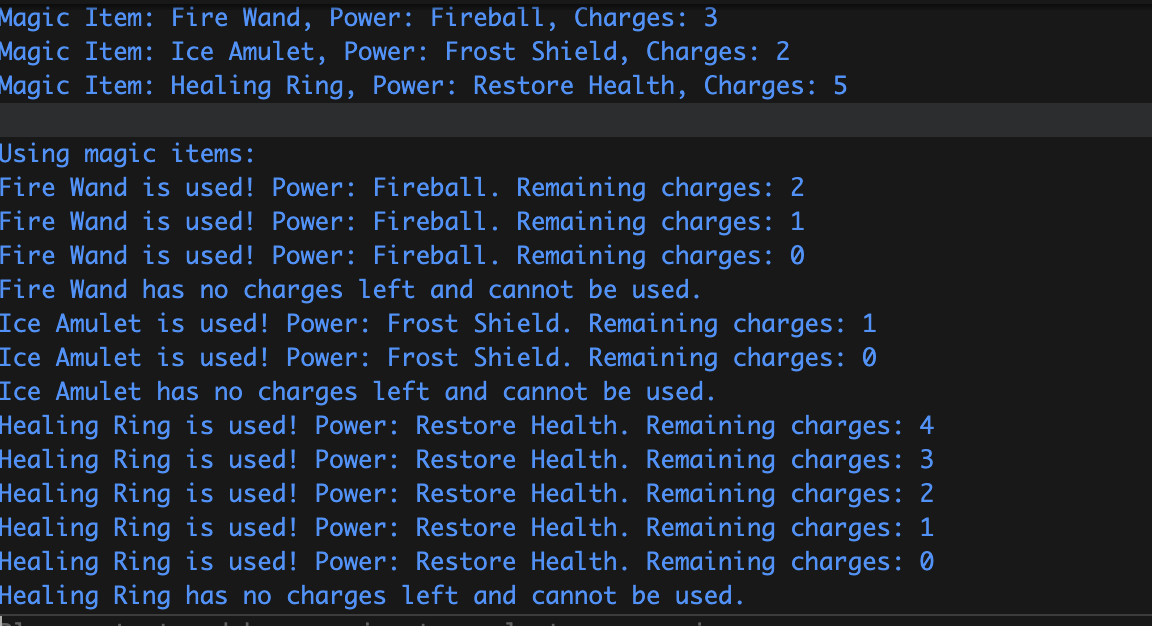 Magic Item: Fire Wand, Power: Fireball, Charges: 3
Magic Item: Ice Amulet, Power: Frost Shield, Charges: 2
Magic Item: Healing Ring, Power: Restore Health, Charges: 5
Using magic items:
Fire Wand is used! Power: Fireball. Remaining charges: 2
Fire Wand is used! Power: Fireball. Remaining charges: 1
Fire Wand is used! Power: Fireball. Remaining charges: 0
Fire Wand has no charges left and cannot be used.
Ice Amulet is used! Power: Frost Shield. Remaining charges: 1
Ice Amulet is used! Power: Frost Shield. Remaining charges: 0
Ice Amulet has no charges left and cannot be used.
Healing Ring is used! Power: Restore Health. Remaining charges: 4
Healing Ring is used! Power: Restore Health. Remaining charges: 3
Healing Ring is used! Power: Restore Health. Remaining charges: 2
Healing Ring is used! Power: Restore Health. Remaining charges: 1
Healing Ring is used! Power: Restore Health. Remaining charges: 0
Healing Ring has no charges left and cannot be used.